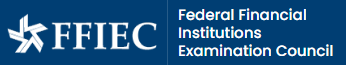 FFIEC
Federal Financial
Institutions
Examination Council